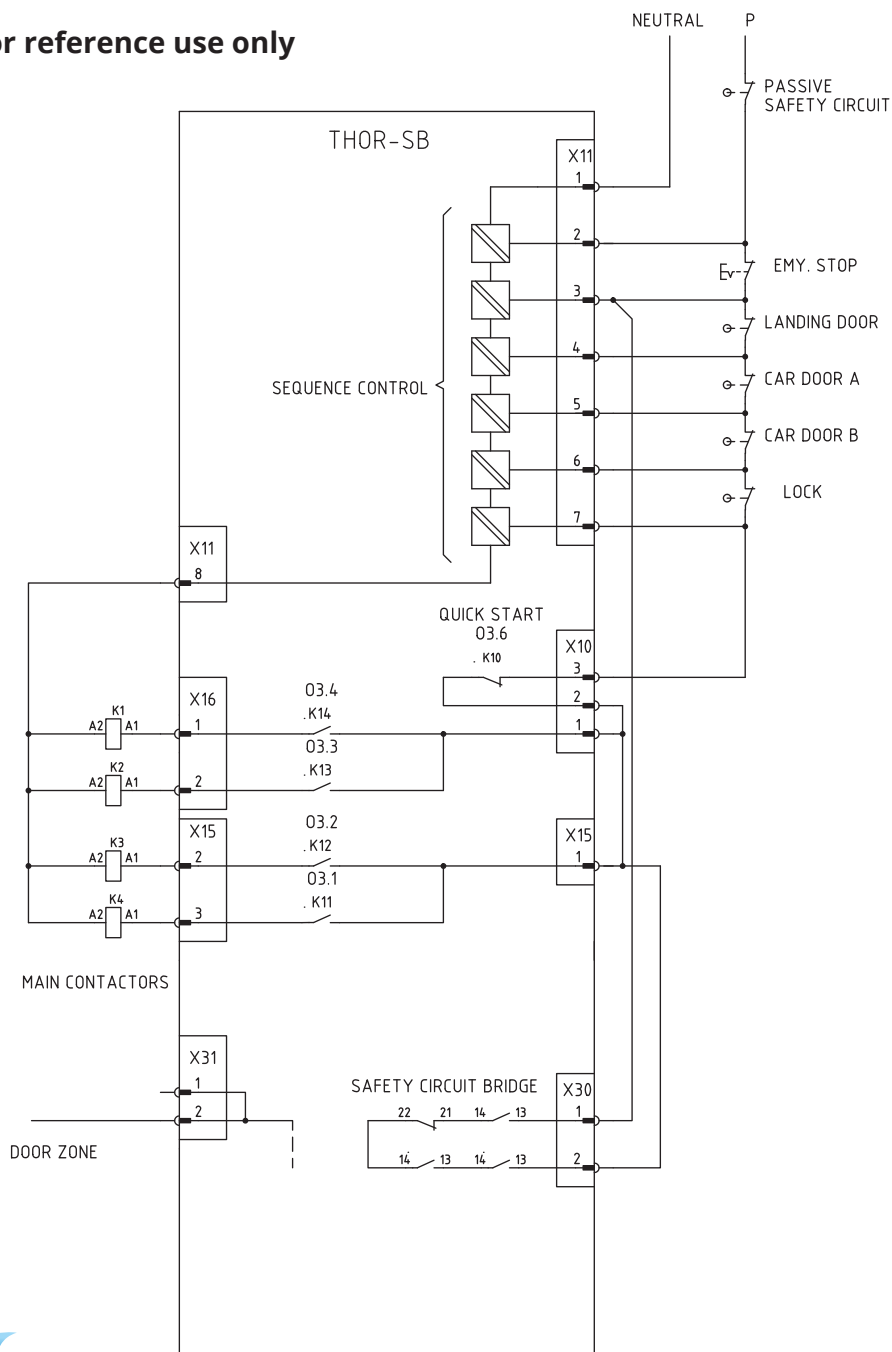 or reference use only
NEUTRAL P
PASSIVE
SAFETY CIRCUIT
THOR-SB
X11
1
2
EMY. STOP
3
LANDING DOOR
4
CAR DOOR A
SEQUENCE CONTROL
5
CAR DOOR B
6
LOCK
7
X11
8
QUICK START
03.6
. K10
X10
3
2
1
X16
1
2
03.4
.K14
03.3
. K13
K1
A2 A1
K2
A2 A1
X15
2
3
03.2
. K12
03.1
. K11
X15
1
K3
A2 A1
K4
A2 A1
MAIN CONTACTORS
X31
1
2
DOOR ZONE
SAFETY CIRCUIT BRIDGE
X30
22 21 14 13 1
14 13 14 13 2